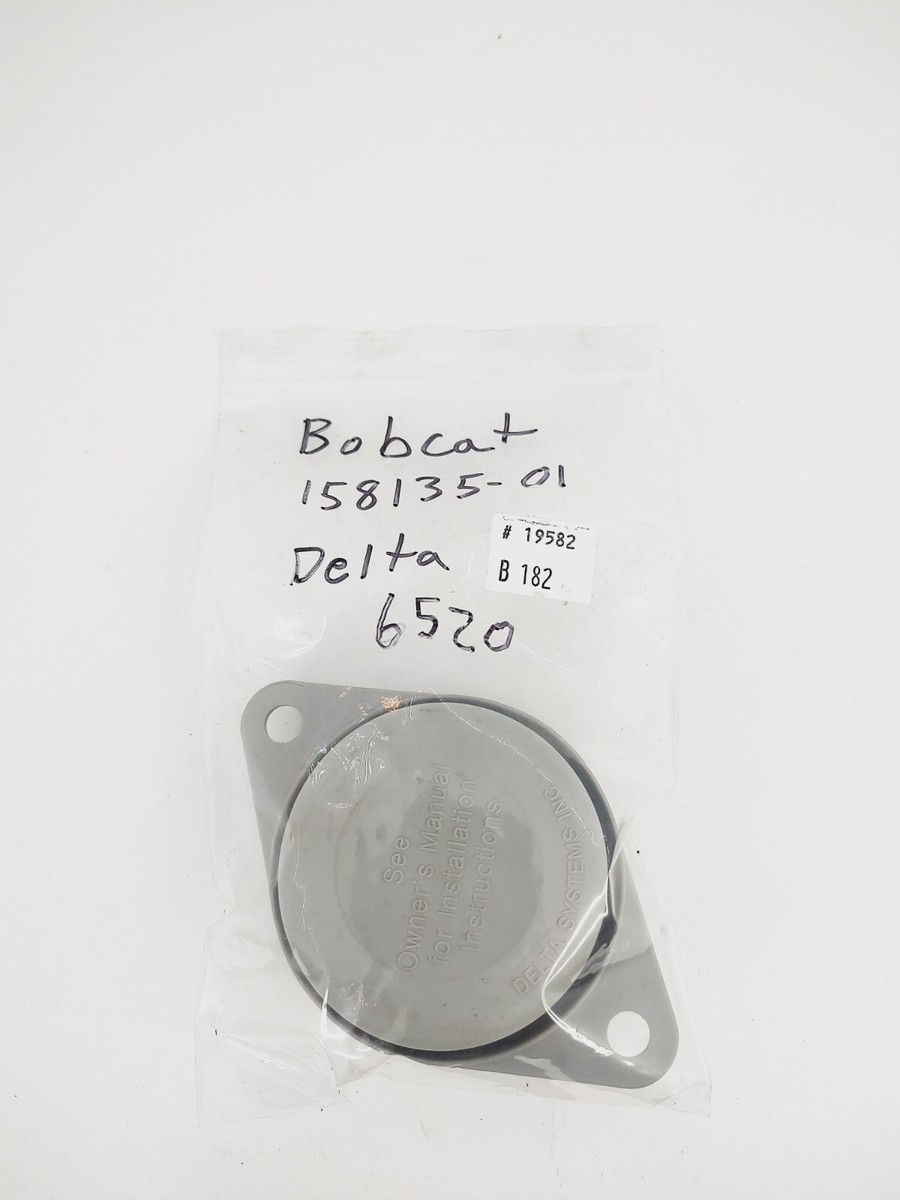 Bobcat
158135-01
Delta
# 19582
B 182
6520
See
Owner's Manual
for Installation
Instructions
DELTA SYSTEMS INC.